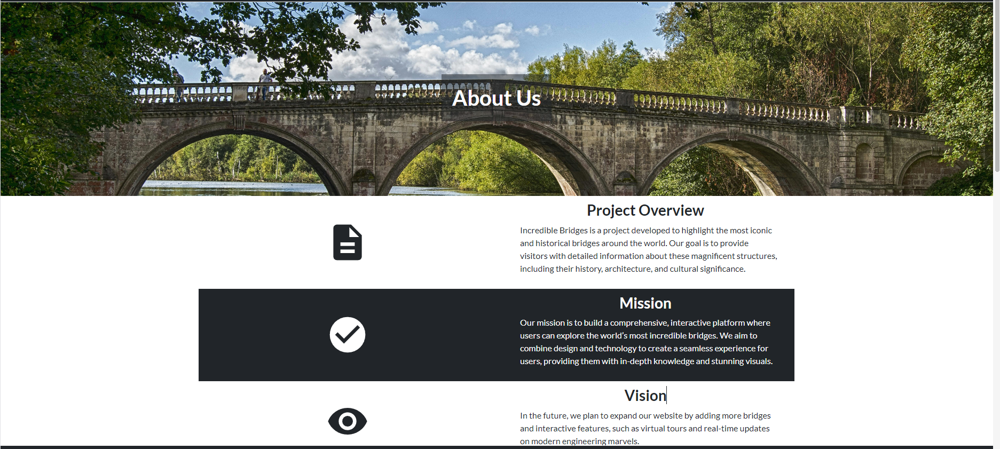 About Us
Project Overview
Incredible Bridges is a project developed to highlight the most iconic
and historical bridges around the world. Our goal is to provide
visitors with detailed information about these magnificent structures,
including their history, architecture, and cultural significance.
Mission
Our mission is to build a comprehensive, interactive platform where
users can explore the world’s most incredible bridges. We aim to
combine design and technology to create a seamless experience for
users, providing them with in-depth knowledge and stunning visuals.
Vision
In the future, we plan to expand our website by adding more bridges
and interactive features, such as virtual tours and real-time updates
on modern engineering marvels.